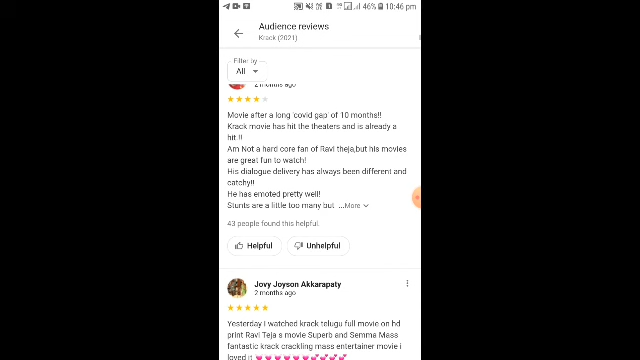 46% 10:46 pm
Audience reviews
Krack (2021)
Filter by
All
2 months ago
Movie after a long 'covid gap' of 10 months!!
Krack movie has hit the theaters and is already a
hit.!!
Am Not a hard core fan of Ravi theja,but his movies
are great fun to watch!
His dialogue delivery has always been different and
catchy!!
He has emoted pretty well!
Stunts are a little too many but ...More
43 people found this helpful.
Helpful Unhelpful
Jovy Joyson Akkarapaty
2 months ago
Yesterday I watched krack telugu full movie on hd
print Ravi Teja s movie Superb and Semma Mass
fantastic krack crackling mass entertainer movie i
loved it 💗💗💗💗💗💗💕💕💕💕